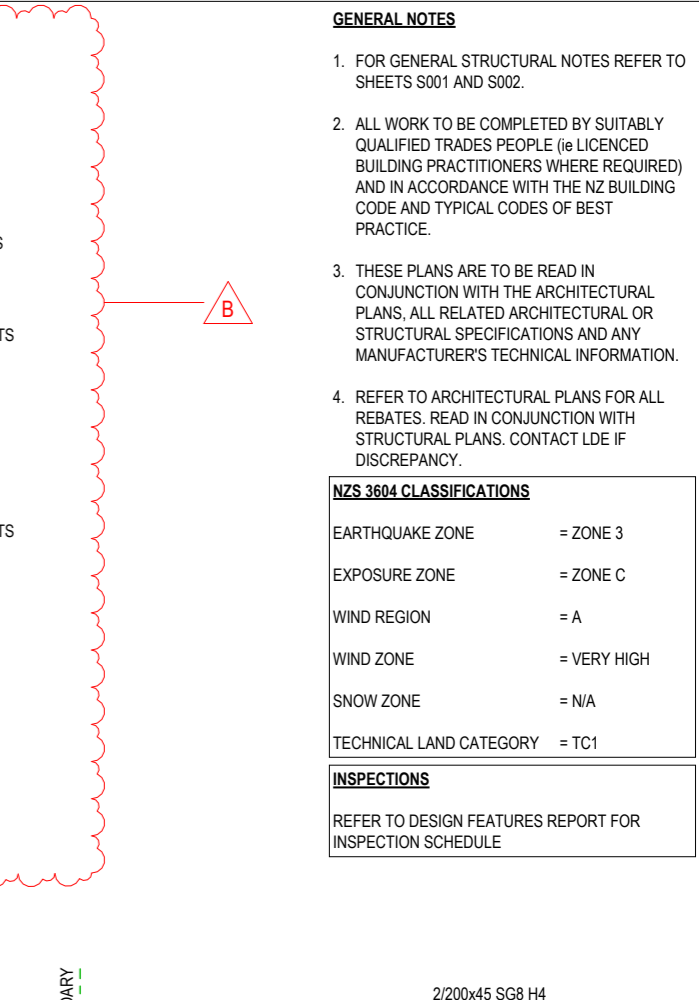 GENERAL NOTES
1. FOR GENERAL STRUCTURAL NOTES REFER TO
SHEETS S001 AND S002.
2. ALL WORK TO BE COMPLETED BY SUITABLY
QUALIFIED TRADES PEOPLE (ie LICENCED
BUILDING PRACTITIONERS WHERE REQUIRED)
AND IN ACCORDANCE WITH THE NZ BUILDING
CODE AND TYPICAL CODES OF BEST
PRACTICE.
3. THESE PLANS ARE TO BE READ IN
CONJUNCTION WITH THE ARCHITECTURAL
PLANS, ALL RELATED ARCHITECTURAL OR
STRUCTURAL SPECIFICATIONS AND ANY
MANUFACTURER'S TECHNICAL INFORMATION.
4. REFER TO ARCHITECTURAL PLANS FOR ALL
REBATES. READ IN CONJUNCTION WITH
STRUCTURAL PLANS. CONTACT LDE IF
DISCREPANCY.
NZS 3604 CLASSIFICATIONS
EARTHQUAKE ZONE = ZONE 3
EXPOSURE ZONE = ZONE C
WIND REGION = A
WIND ZONE = VERY HIGH
SNOW ZONE = N/A
TECHNICAL LAND CATEGORY = TC1
INSPECTIONS
REFER TO DESIGN FEATURES REPORT FOR
INSPECTION SCHEDULE
B
TS
TS
2/200x45 SG8 H4